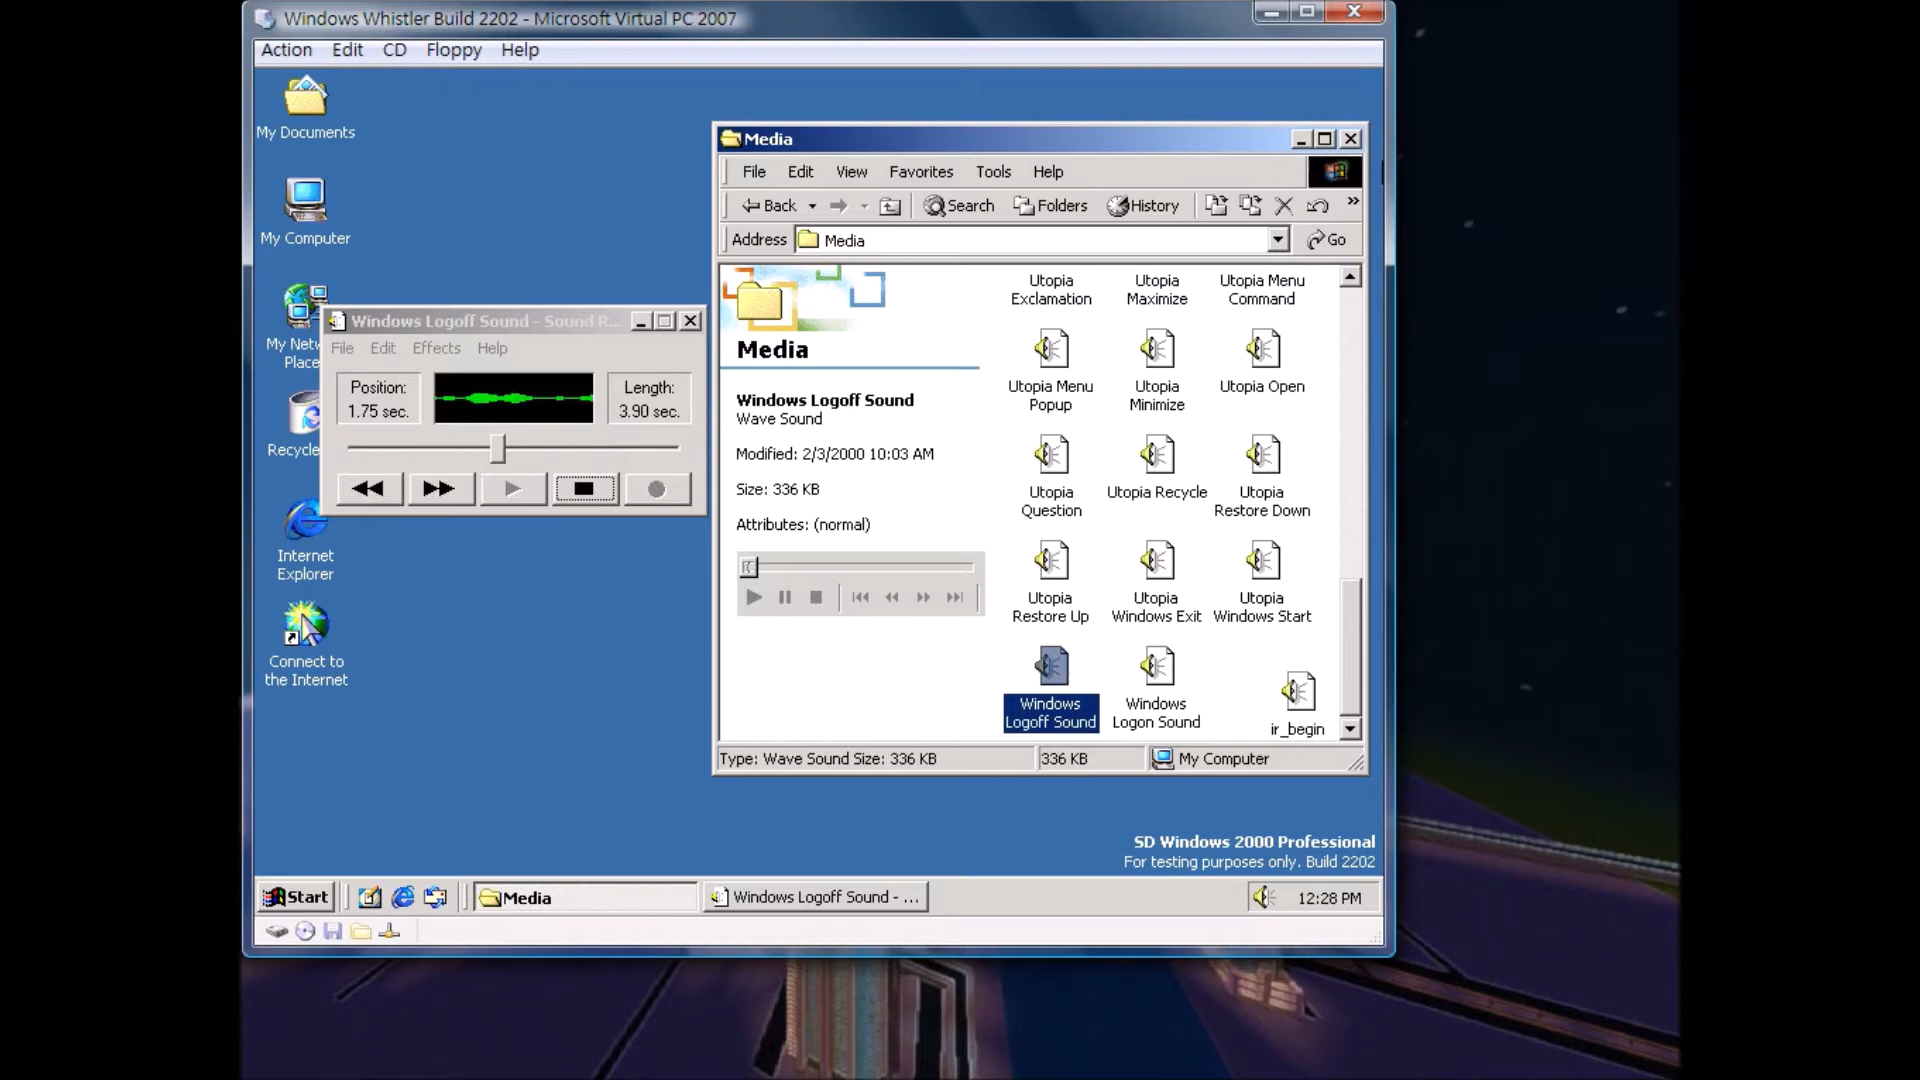 Windows Whistler Build 2202 - Microsoft Virtual PC 2007
Action Edit CD Floppy Help
My Documents
My Computer
My Netw
Place
Recycle
Internet
Explorer
Connect to
the Internet
Windows Logoff Sound - Sound R...
File Edit Effects Help
Position:
1.75 sec.
Length:
3.90 sec.
Media
File Edit View Favorites Tools Help
Back Search Folders History
Address Media Go
Media
Windows Logoff Sound
Wave Sound
Modified: 2/3/2000 10:03 AM
Size: 336 KB
Attributes: (normal)
Utopia
Exclamation
Utopia
Maximize
Utopia Menu
Command
Utopia Menu
Popup
Utopia
Minimize
Utopia Open
Utopia
Question
Utopia Recycle
Utopia
Restore Down
Utopia
Restore Up
Utopia
Windows Exit
Utopia
Windows Start
Windows
Logoff Sound
Windows
Logon Sound
ir_begin
Type: Wave Sound Size: 336 KB 336 KB My Computer
SD Windows 2000 Professional
For testing purposes only. Build 2202
Start Media Windows Logoff Sound - ... 12:28 PM